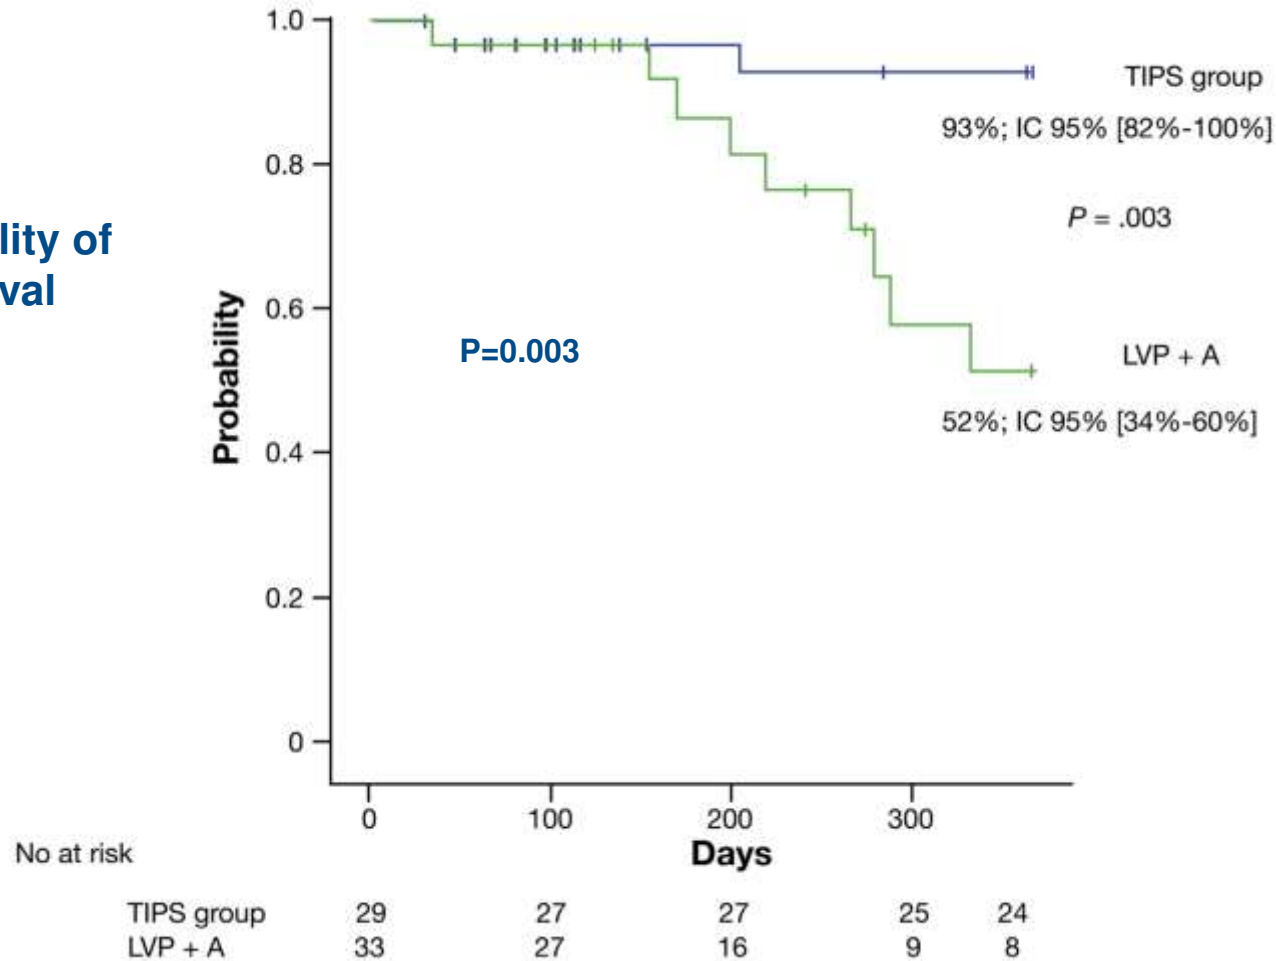 lity of
val
Probability
1.0
0.8
0.6
0.4
0.2
0
TIPS group
93%; IC 95% [82%-100%]
P = .003
P=0.003
LVP + A
52%; IC 95% [34%-60%]
0 100 200 300
Days
No at risk
TIPS group 29 27 27 25 24
LVP + A 33 27 16 9 8